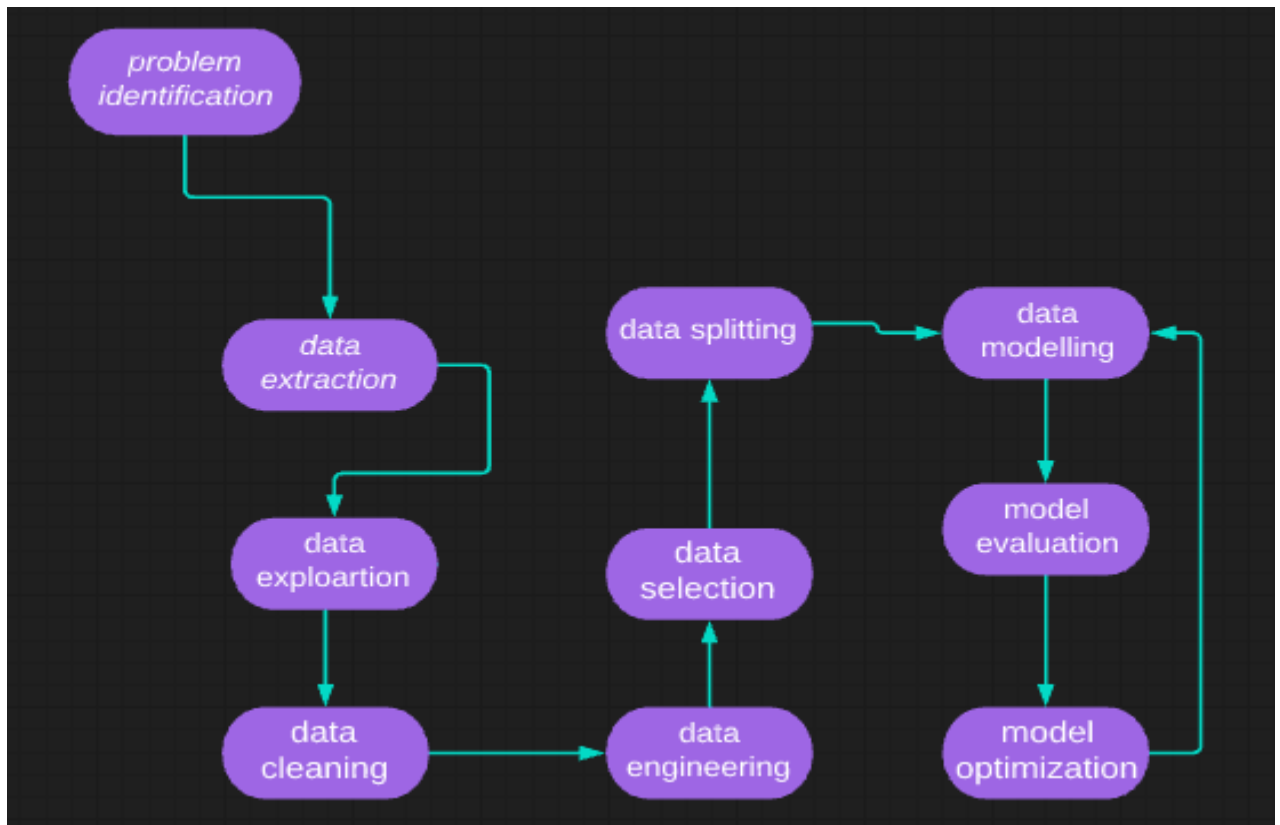 problem
identification
data
extraction
data
exploartion
data
cleaning
data
engineering
data
selection
data splitting
data
modelling
model
evaluation
model
optimization